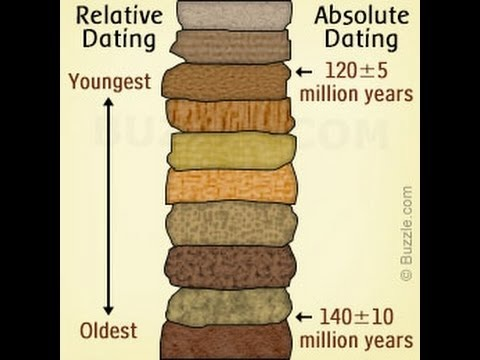 Relative
Dating
Absolute
Dating
Youngest
120±5
million years
Oldest
140±10
million years
© Buzzle.com